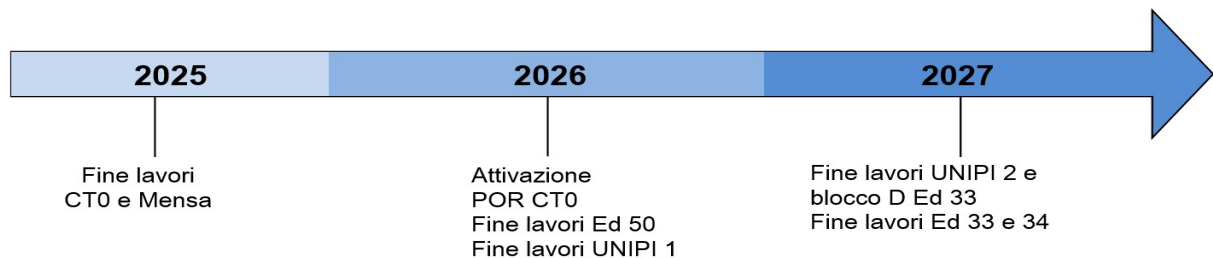 2025
2026
2027
Fine lavori
CT0 e Mensa
Attivazione
POR CT0
Fine lavori Ed 50
Fine lavori UNIPI 1
Fine lavori UNIPI 2 e
blocco D Ed 33
Fine lavori Ed 33 e 34